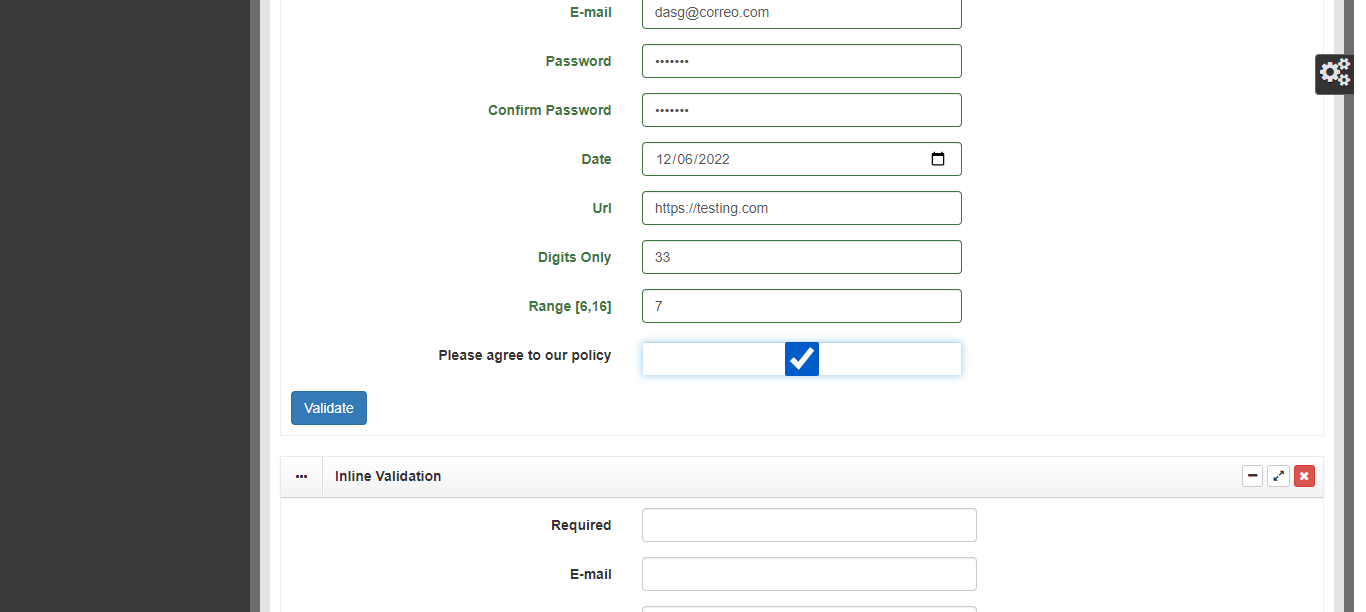 E-mail dasg@correo.com
Password •••••••
Confirm Password •••••••
Date 12/06/2022
Url https://testing.com
Digits Only 33
Range [6,16] 7
Please agree to our policy
Validate
Inline Validation
Required
E-mail